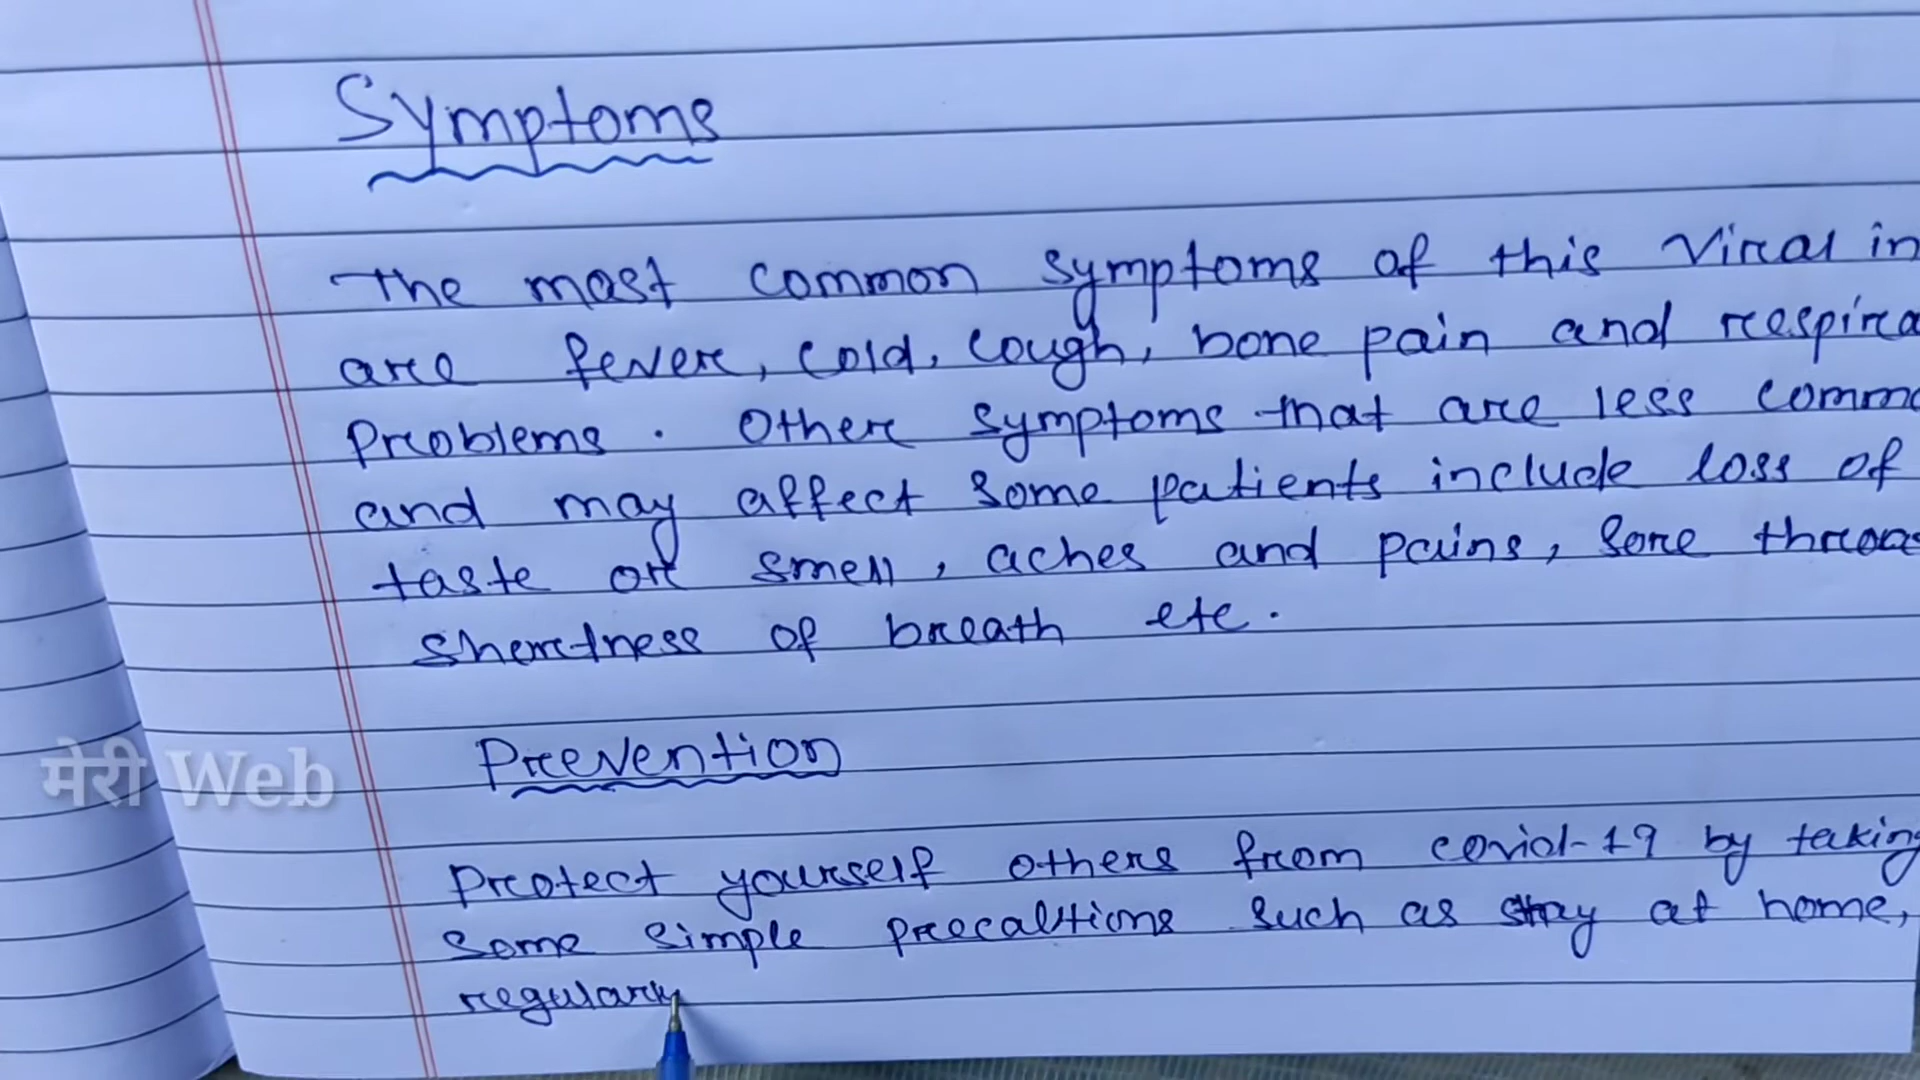 Symptoms
The most common symptoms of this viral in
are fever, cold, cough, bone pain and respira
problems. Other symptoms that are less commo
and may affect some patients include loss of
taste or smell, aches and pains, sore throa
shortness of breath etc.
Prevention
मेरी Web
Protect yourself others from covid-19 by taking
some simple precaltions such as stay at home,
regular